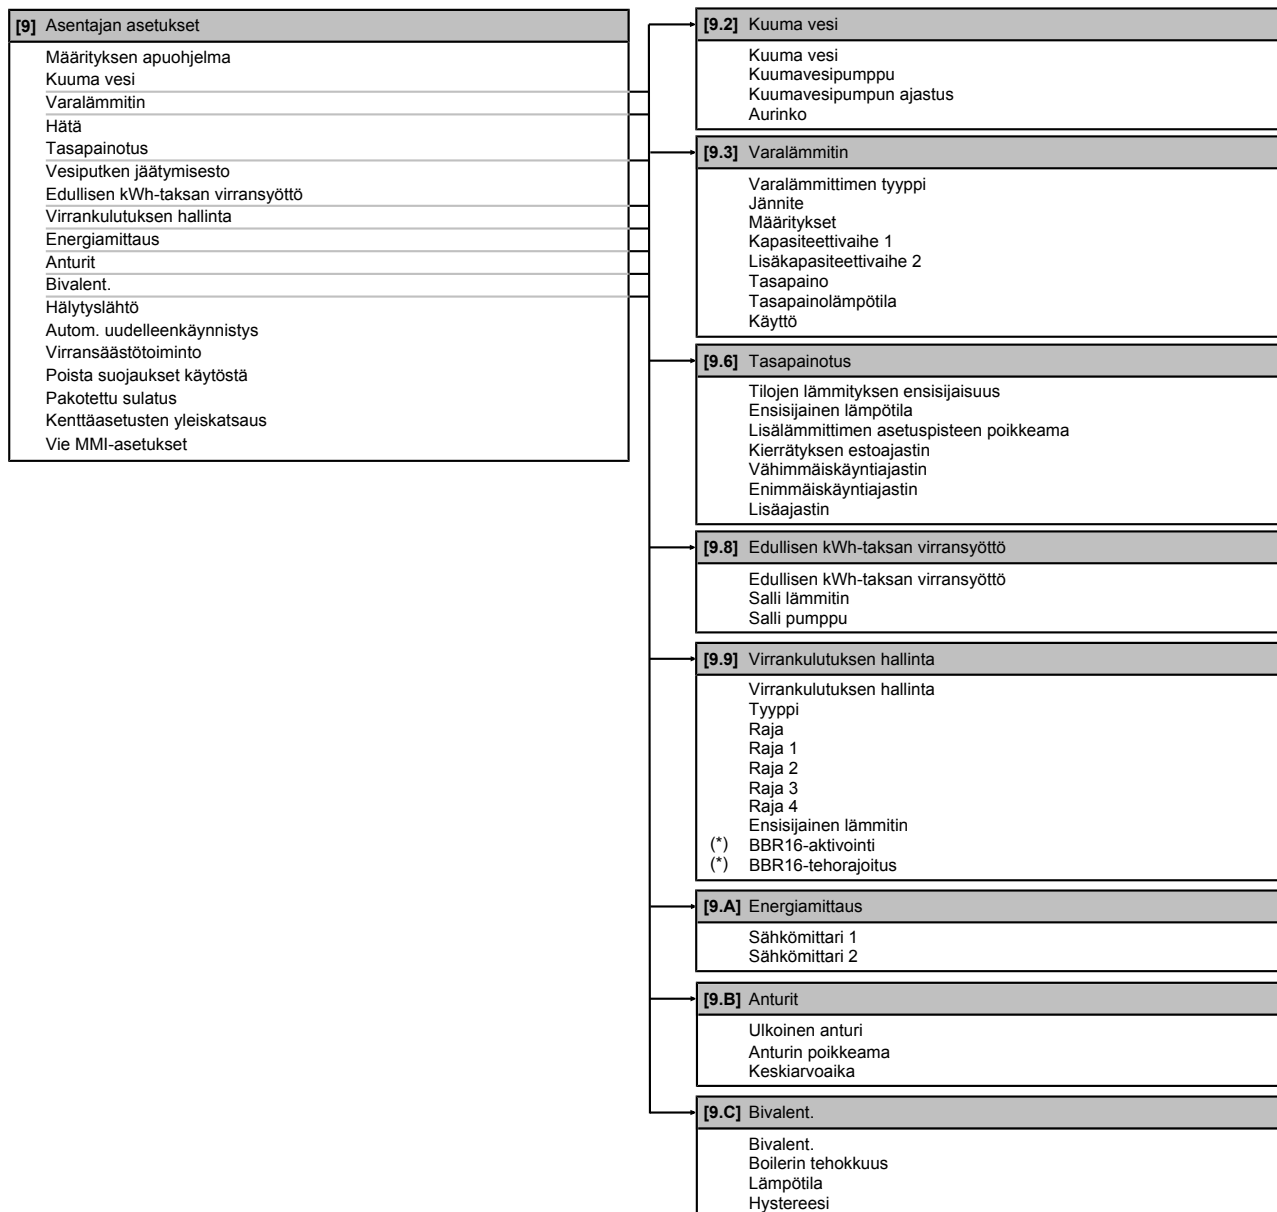 [9] Asentajan asetukset
Määrityksen apuohjelma
Kuuma vesi
Varalämmitin
Hätä
Tasapainotus
Vesiputken jäätymisesto
Edullisen kWh-taksan virransyöttö
Virrankulutuksen hallinta
Energiamittaus
Anturit
Bivalent.
Hälytyslähtö
Autom. uudelleenkäynnistys
Virransäästötoiminto
Poista suojaukset käytöstä
Pakotettu sulatus
Kenttäasetusten yleiskatsaus
Vie MMI-asetukset
[9.2] Kuuma vesi
Kuuma vesi
Kuumavesipumppu
Kuumavesipumpun ajastus
Aurinko
[9.3] Varalämmitin
Varalämmittimen tyyppi
Jännite
Määritykset
Kapasiteettivaihe 1
Lisäkapasiteettivaihe 2
Tasapaino
Tasapainolämpötila
Käyttö
[9.6] Tasapainotus
Tilojen lämmityksen ensisijaisuus
Ensisijainen lämpötila
Lisälämmittimen asetuspisteen poikkeama
Kierrätyksen estoajastin
Vähimmäiskäyntiajastin
Enimmäiskäyntiajastin
Lisäajastin
[9.8] Edullisen kWh-taksan virransyöttö
Edullisen kWh-taksan virransyöttö
Salli lämmitin
Salli pumppu
[9.9] Virrankulutuksen hallinta
Virrankulutuksen hallinta
Tyyppi
Raja
Raja 1
Raja 2
Raja 3
Raja 4
Ensisijainen lämmitin
(*) BBR16-aktivointi
(*) BBR16-tehorajoitus
[9.A] Energiamittaus
Sähkömittari 1
Sähkömittari 2
[9.B] Anturit
Ulkoinen anturi
Anturin poikkeama
Keskiarvoaika
[9.C] Bivalent.
Bivalent.
Boilerin tehokkuus
Lämpötila
Hystereesi